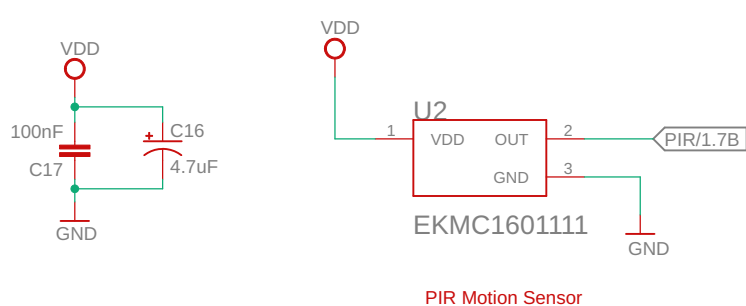 VDD
100nF
C17
+
C16
4.7uF
GND
VDD
U2
1
VDD
OUT
2
PIR/1.7B
GND
3
EKMC1601111
GND
PIR Motion Sensor